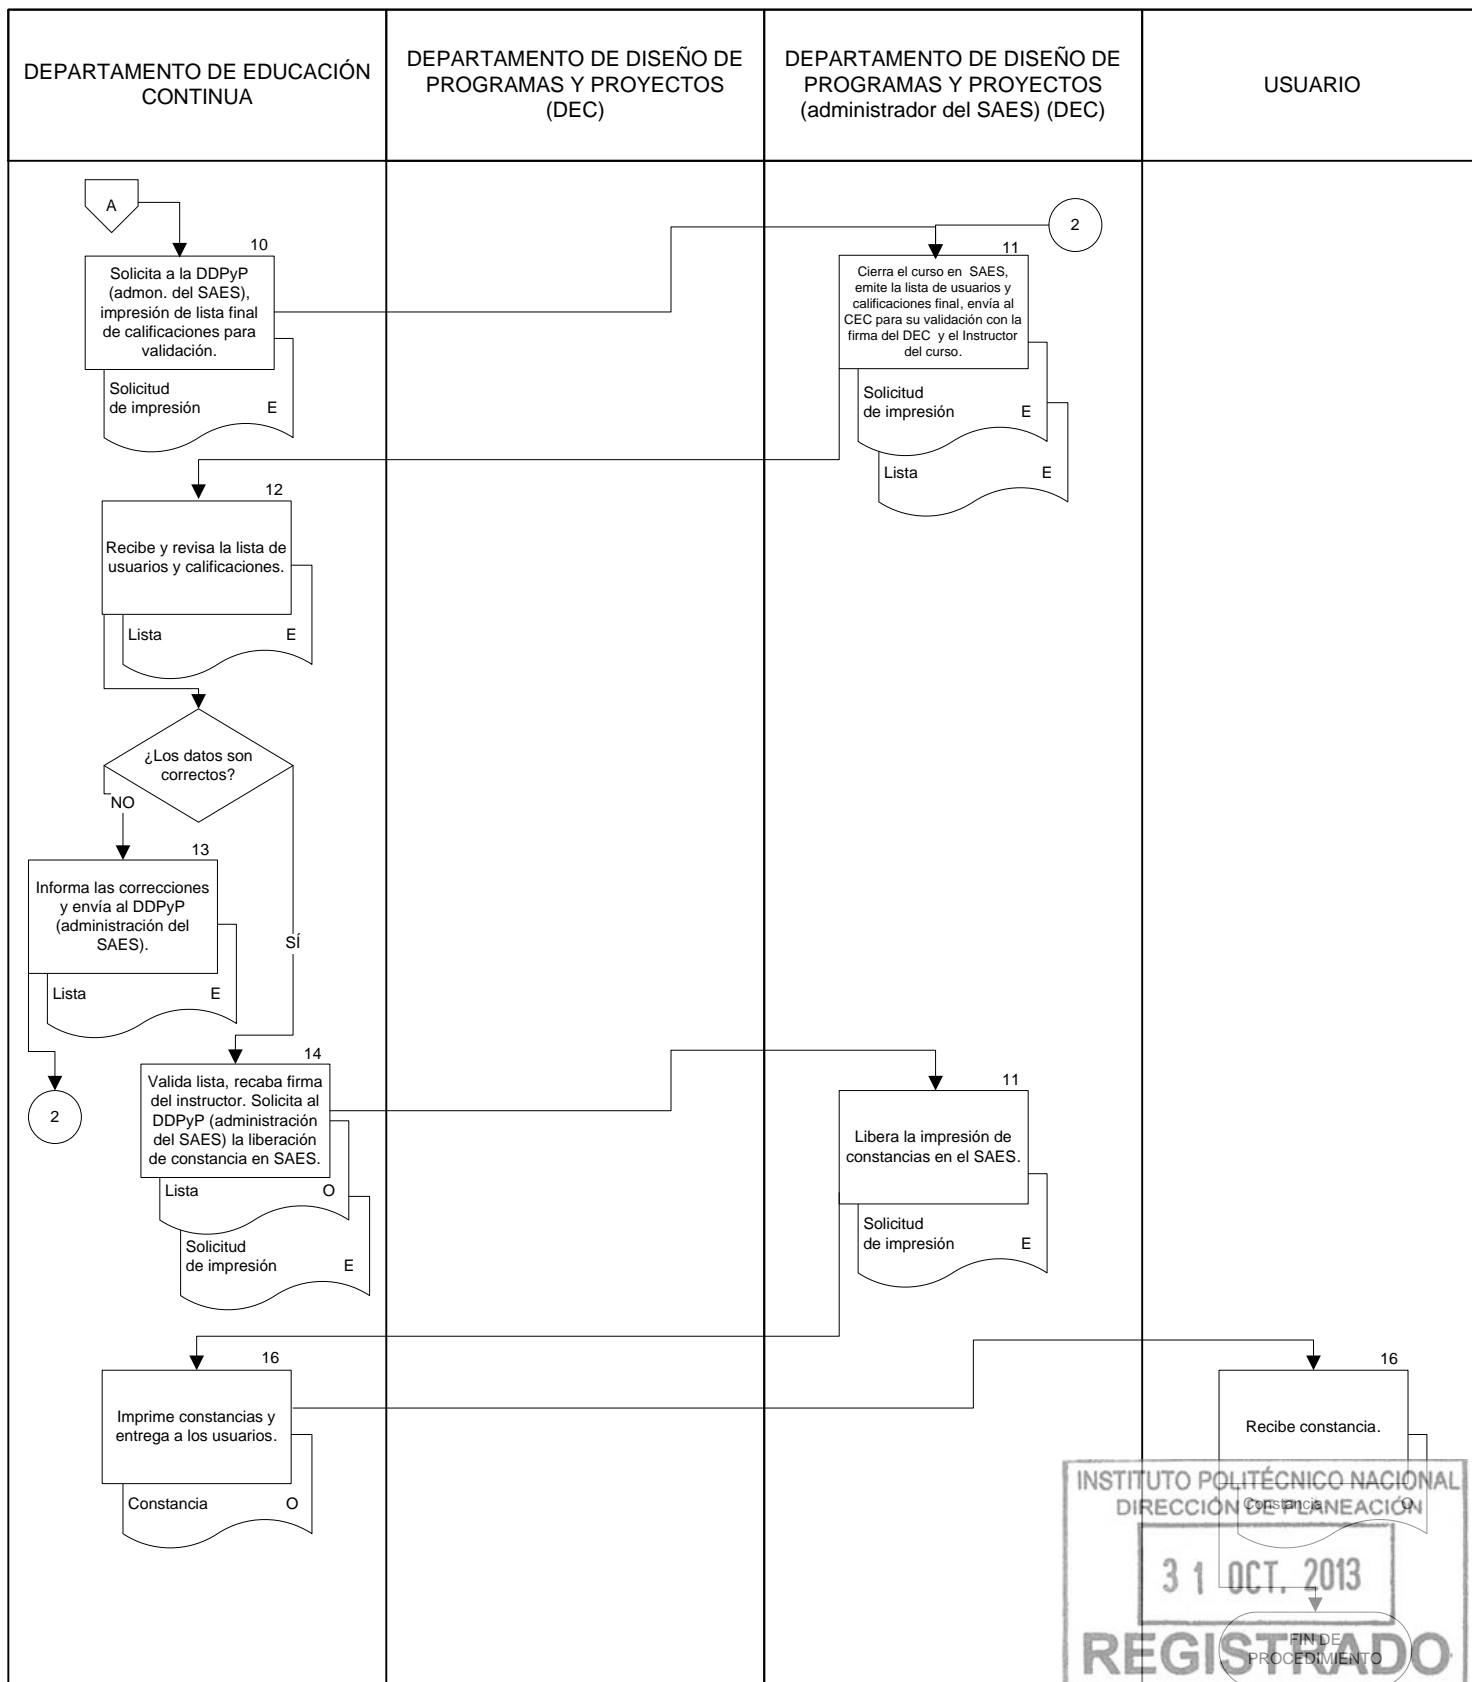 DEPARTAMENTO DE EDUCACIÓN
CONTINUA
DEPARTAMENTO DE DISEÑO DE
PROGRAMAS Y PROYECTOS
(DEC)
DEPARTAMENTO DE DISEÑO DE
PROGRAMAS Y PROYECTOS
(administrador del SAES) (DEC)
USUARIO
A
2
10
Solicita a la DDPyP
(admon. del SAES),
impresión de lista final
de calificaciones para
validación.
Solicitud
de impresión E
11
Cierra el curso en SAES,
emite la lista de usuarios y
calificaciones final, envía al
CEC para su validación con la
firma del DEC y el Instructor
del curso.
Solicitud
de impresión E
Lista E
12
Recibe y revisa la lista de
usuarios y calificaciones.
Lista E
¿Los datos son
correctos?
NO
SÍ
13
Informa las correcciones
y envía al DDPyP
(administración del
SAES).
Lista E
2
14
Valida lista, recaba firma
del instructor. Solicita al
DDPyP (administración
del SAES) la liberación
de constancia en SAES.
Lista O
Solicitud
de impresión E
11
Libera la impresión de
constancias en el SAES.
Solicitud
de impresión E
16
Imprime constancias y
entrega a los usuarios.
Constancia O
16
Recibe constancia.
Constancia O
INSTITUTO POLITÉCNICO NACIONAL
DIRECCIÓN DE PLANEACIÓN
31 OCT. 2013
REGISTRADO
FIN DE
PROCEDIMIENTO